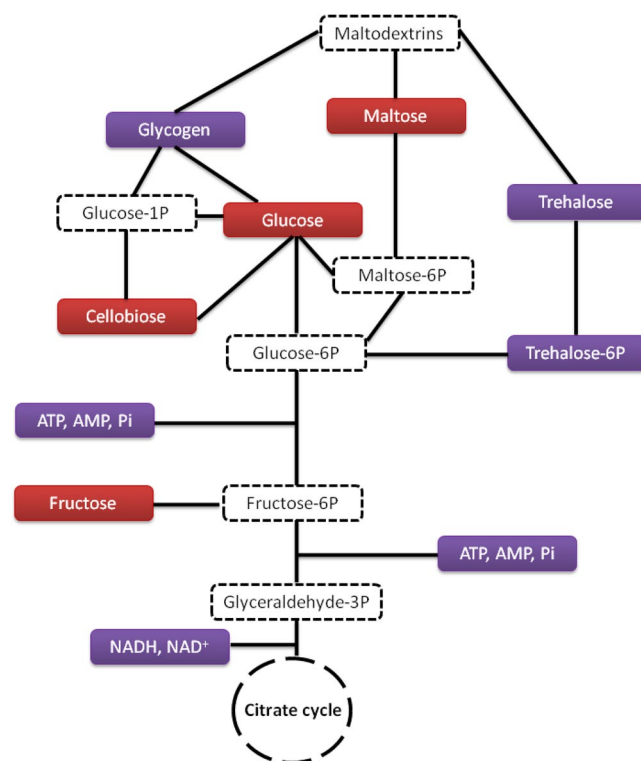 Maltodextrins
Glycogen
Maltose
Glucose-1P
Glucose
Trehalose
Maltose-6P
Cellobiose
Glucose-6P
Trehalose-6P
ATP, AMP, Pi
Fructose
Fructose-6P
ATP, AMP, Pi
Glyceraldehyde-3P
NADH, NAD⁺
Citrate cycle